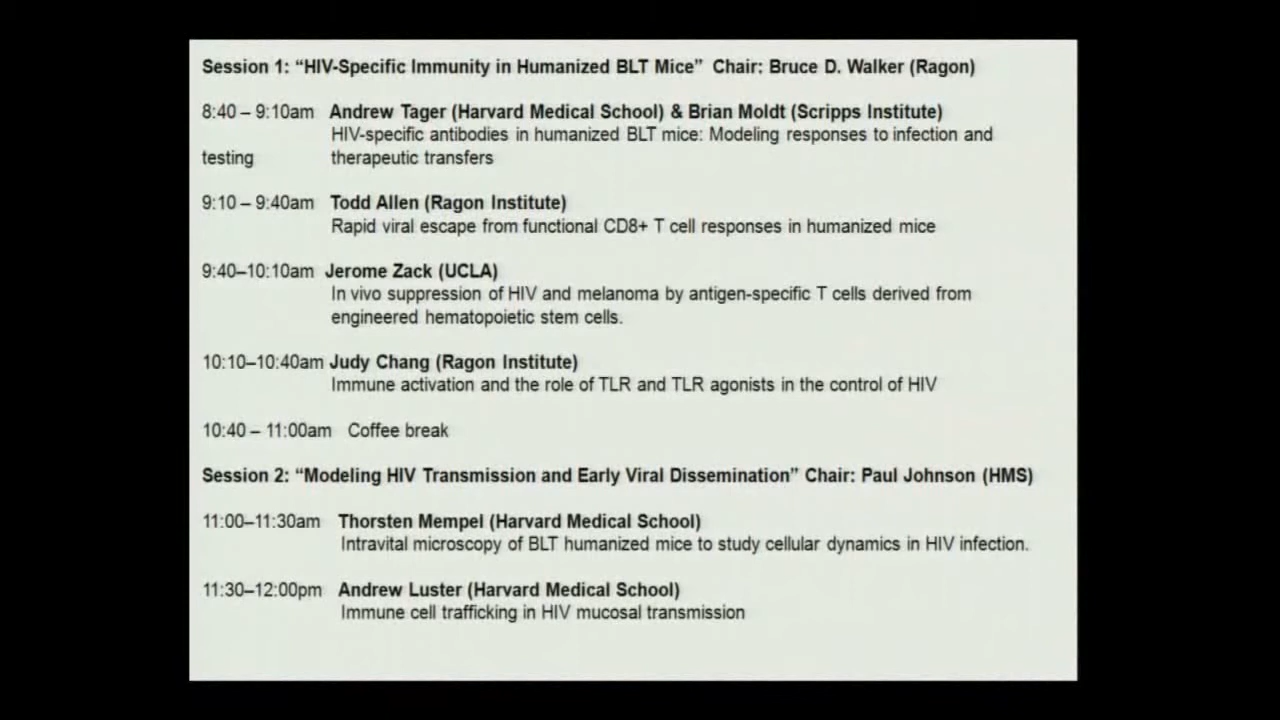 Session 1: “HIV-Specific Immunity in Humanized BLT Mice” Chair: Bruce D. Walker (Ragon)
8:40 – 9:10am Andrew Tager (Harvard Medical School) & Brian Moldt (Scripps Institute)
HIV-specific antibodies in humanized BLT mice: Modeling responses to infection and
testing therapeutic transfers
9:10 – 9:40am Todd Allen (Ragon Institute)
Rapid viral escape from functional CD8+ T cell responses in humanized mice
9:40–10:10am Jerome Zack (UCLA)
In vivo suppression of HIV and melanoma by antigen-specific T cells derived from
engineered hematopoietic stem cells.
10:10–10:40am Judy Chang (Ragon Institute)
Immune activation and the role of TLR and TLR agonists in the control of HIV
10:40 – 11:00am Coffee break
Session 2: “Modeling HIV Transmission and Early Viral Dissemination” Chair: Paul Johnson (HMS)
11:00–11:30am Thorsten Mempel (Harvard Medical School)
Intravital microscopy of BLT humanized mice to study cellular dynamics in HIV infection.
11:30–12:00pm Andrew Luster (Harvard Medical School)
Immune cell trafficking in HIV mucosal transmission